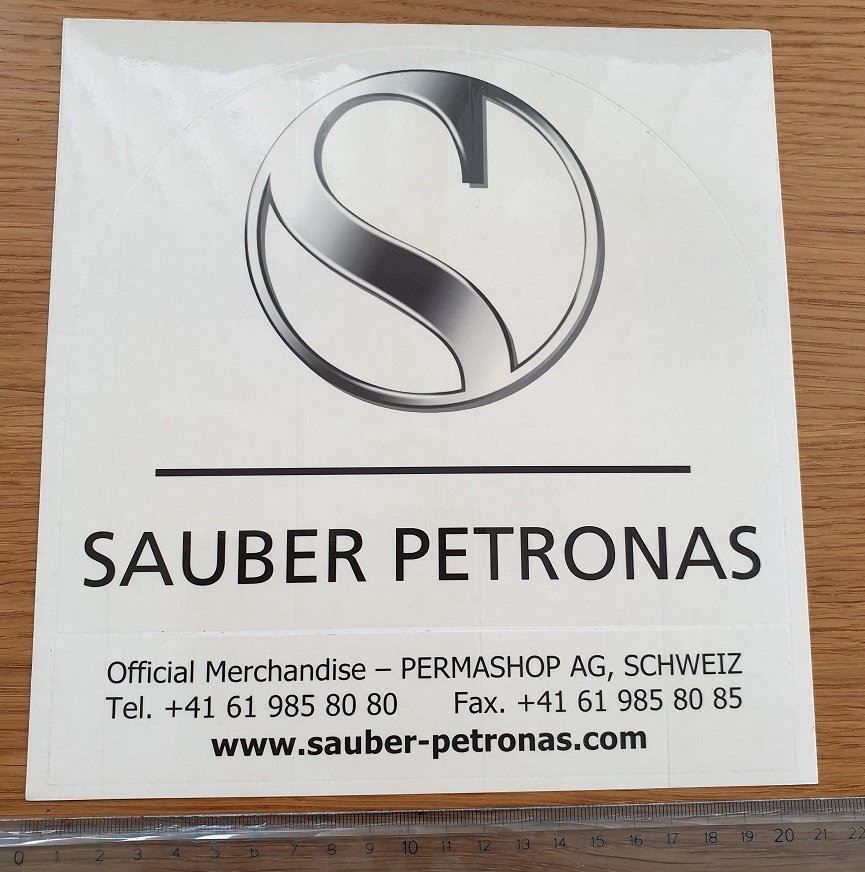 SAUBER PETRONAS
Official Merchandise – PERMASHOP AG, SCHWEIZ
Tel. +41 61 985 80 80 Fax. +41 61 985 80 85
www.sauber-petronas.com
0 1 2 3 4 5 6 7 8 9 10 11 12 13 14 15 16 17 18 19 20 21 22